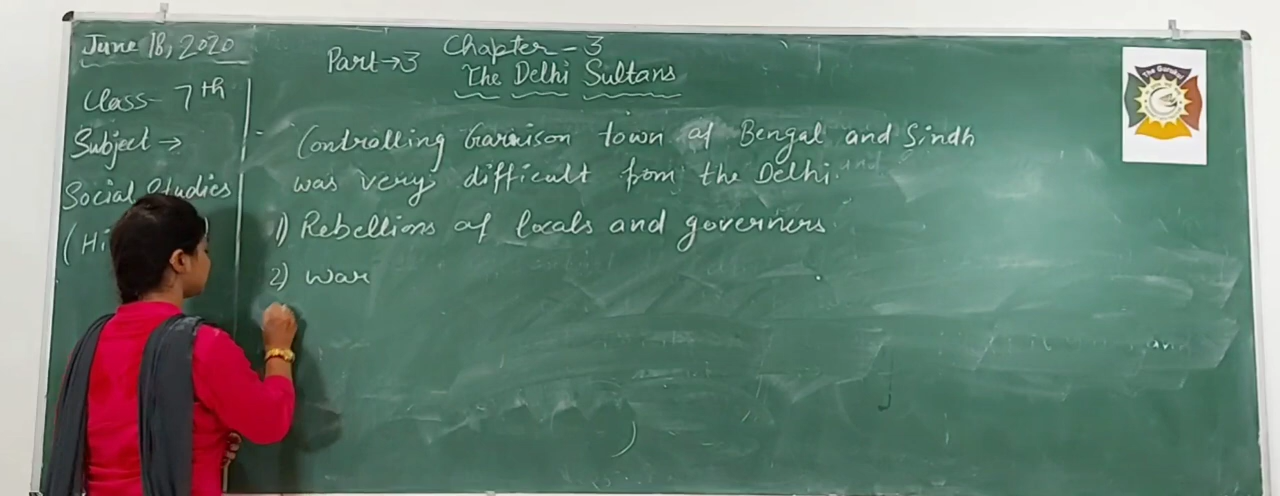 June 18, 2020
Class- 7th
Subject →
Social Studies
(Hi
Part→3
Chapter-3
The Delhi Sultans
- Controlling Garrison town of Bengal and Sindh
was very difficult from the Delhi.
1) Rebellions of locals and governers.
2) war